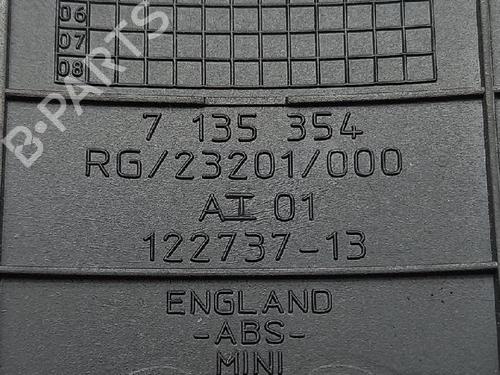 06
07
08
7 135 354
RG/23201/000
AI 01
122737-13
ENGLAND
-ABS-
MINI
B-PARTS